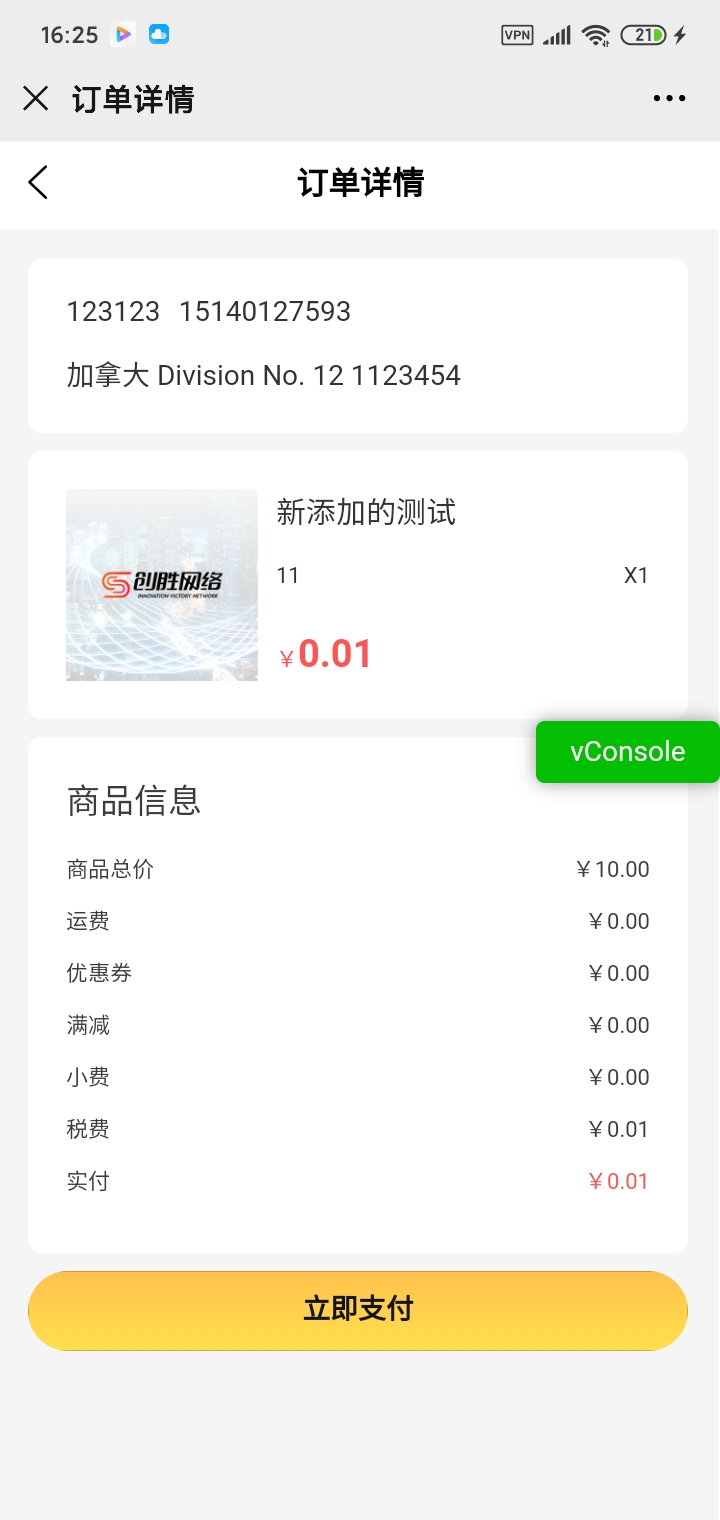 16:25
VPN
21
订单详情
订单详情
123123 15140127593
加拿大 Division No. 12 1123454
新添加的测试
创胜网络
INNOVATION VICTORY NETWORK
11 X1
¥0.01
vConsole
商品信息
商品总价 ¥10.00
运费 ¥0.00
优惠券 ¥0.00
满减 ¥0.00
小费 ¥0.00
税费 ¥0.01
实付 ¥0.01
立即支付